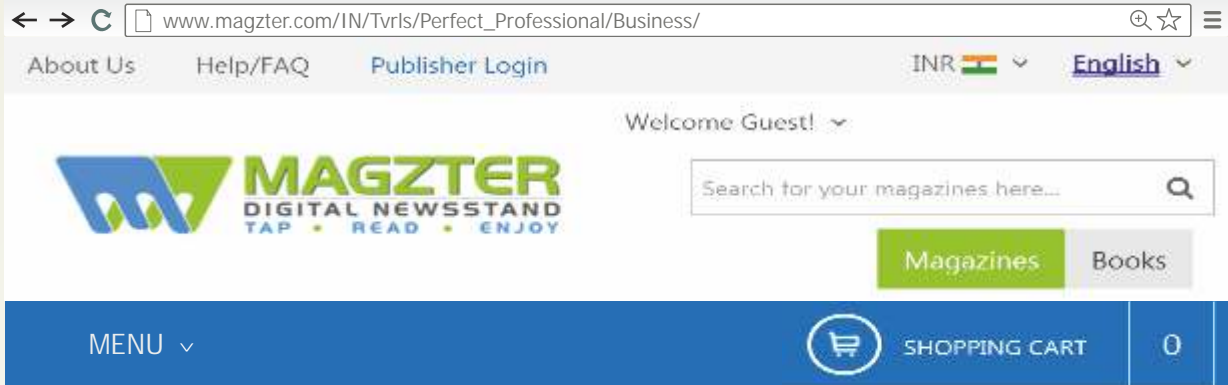 www.magzter.com/IN/Tvrls/Perfect_Professional/Business/
About Us Help/FAQ Publisher Login INR English
Welcome Guest!
MAGZTER
DIGITAL NEWSSTAND
TAP • READ • ENJOY
Search for your magazines here...
Magazines Books
MENU SHOPPING CART 0